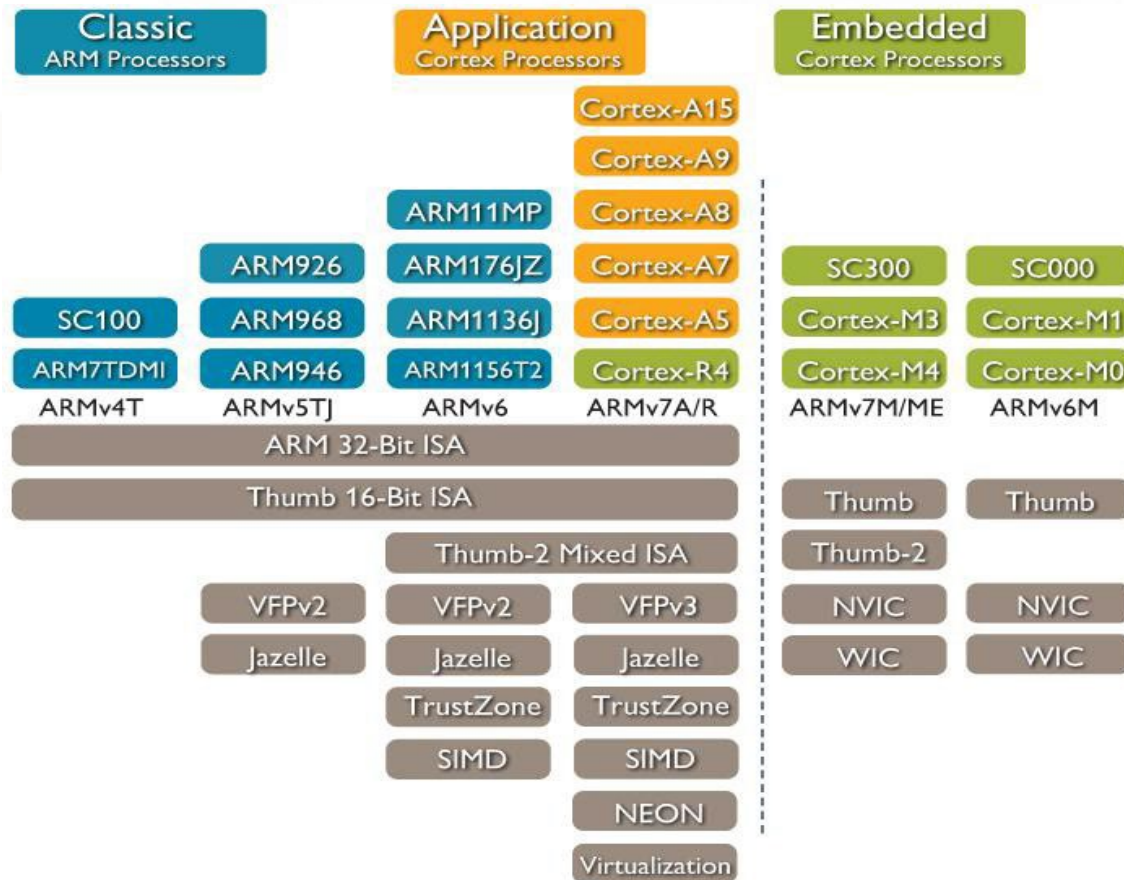 Classic
ARM Processors
Application
Cortex Processors
Embedded
Cortex Processors
Cortex-A15
Cortex-A9
ARM11MP
Cortex-A8
ARM926
ARM176JZ
Cortex-A7
SC300
SC000
SC100
ARM968
ARM1136J
Cortex-A5
Cortex-M3
Cortex-M1
ARM7TDMI
ARM946
ARM1156T2
Cortex-R4
Cortex-M4
Cortex-M0
ARMv4T
ARMv5TJ
ARMv6
ARMv7A/R
ARMv7M/ME
ARMv6M
ARM 32-Bit ISA
Thumb 16-Bit ISA
Thumb
Thumb
Thumb-2 Mixed ISA
Thumb-2
VFPv2
VFPv2
VFPv3
NVIC
NVIC
Jazelle
Jazelle
Jazelle
WIC
WIC
TrustZone
TrustZone
SIMD
SIMD
NEON
Virtualization